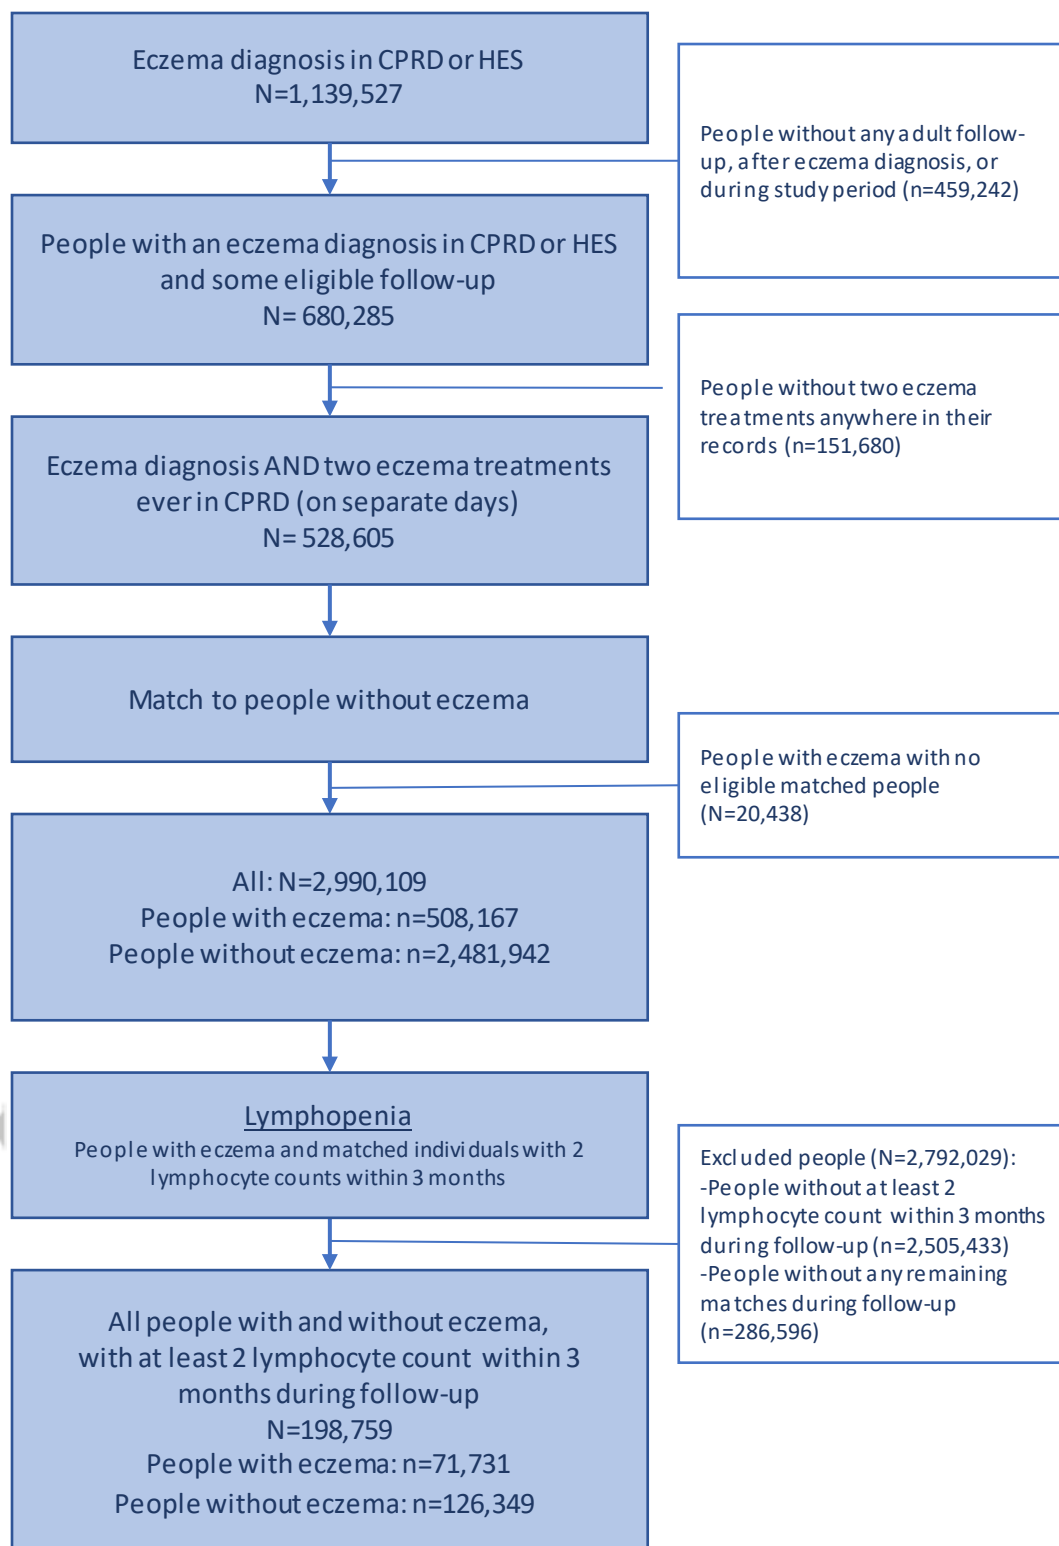 Eczema diagnosis in CPRD or HES
N=1,139,527
People without any adult follow-
up, after eczema diagnosis, or
during study period (n=459,242)
People with an eczema diagnosis in CPRD or HES
and some eligible follow-up
N= 680,285
People without two eczema
treatments anywhere in their
records (n=151,680)
Eczema diagnosis AND two eczema treatments
ever in CPRD (on separate days)
N= 528,605
Match to people without eczema
People with eczema with no
eligible matched people
(N=20,438)
All: N=2,990,109
People with eczema: n=508,167
People without eczema: n=2,481,942
Lymphopenia
People with eczema and matched individuals with 2
lymphocyte counts within 3 months
Excluded people (N=2,792,029):
-People without at least 2
lymphocyte count within 3 months
during follow-up (n=2,505,433)
-People without any remaining
matches during follow-up
(n=286,596)
All people with and without eczema,
with at least 2 lymphocyte count within 3
months during follow-up
N=198,759
People with eczema: n=71,731
People without eczema: n=126,349